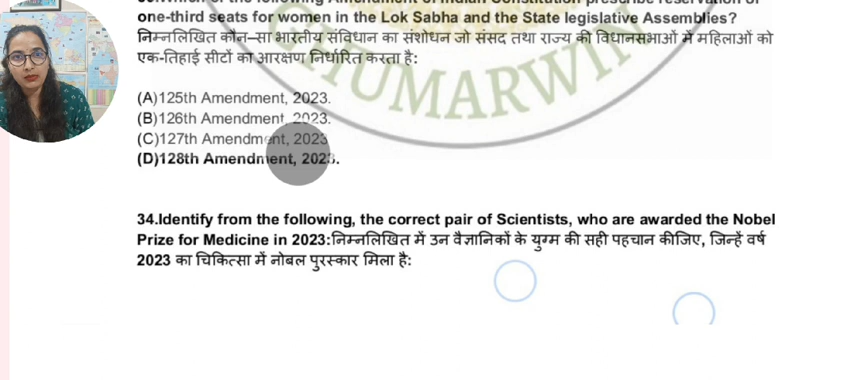 one-third seats for women in the Lok Sabha and the State legislative Assemblies?
निम्नलिखित कौन–सा भारतीय संविधान का संशोधन जो संसद तथा राज्य की विधानसभाओं में महिलाओं को
एक-तिहाई सीटों का आरक्षण निर्धारित करता है:
HUMARWIN
(A)125th Amendment, 2023.
(B)126th Amendment, 2023.
(C)127th Amendment, 2023
(D)128th Amendment, 2023.
34.Identify from the following, the correct pair of Scientists, who are awarded the Nobel
Prize for Medicine in 2023:निम्नलिखित में उन वैज्ञानिकों के युग्म की सही पहचान कीजिए, जिन्हें वर्ष
2023 का चिकित्सा में नोबल पुरस्कार मिला है: